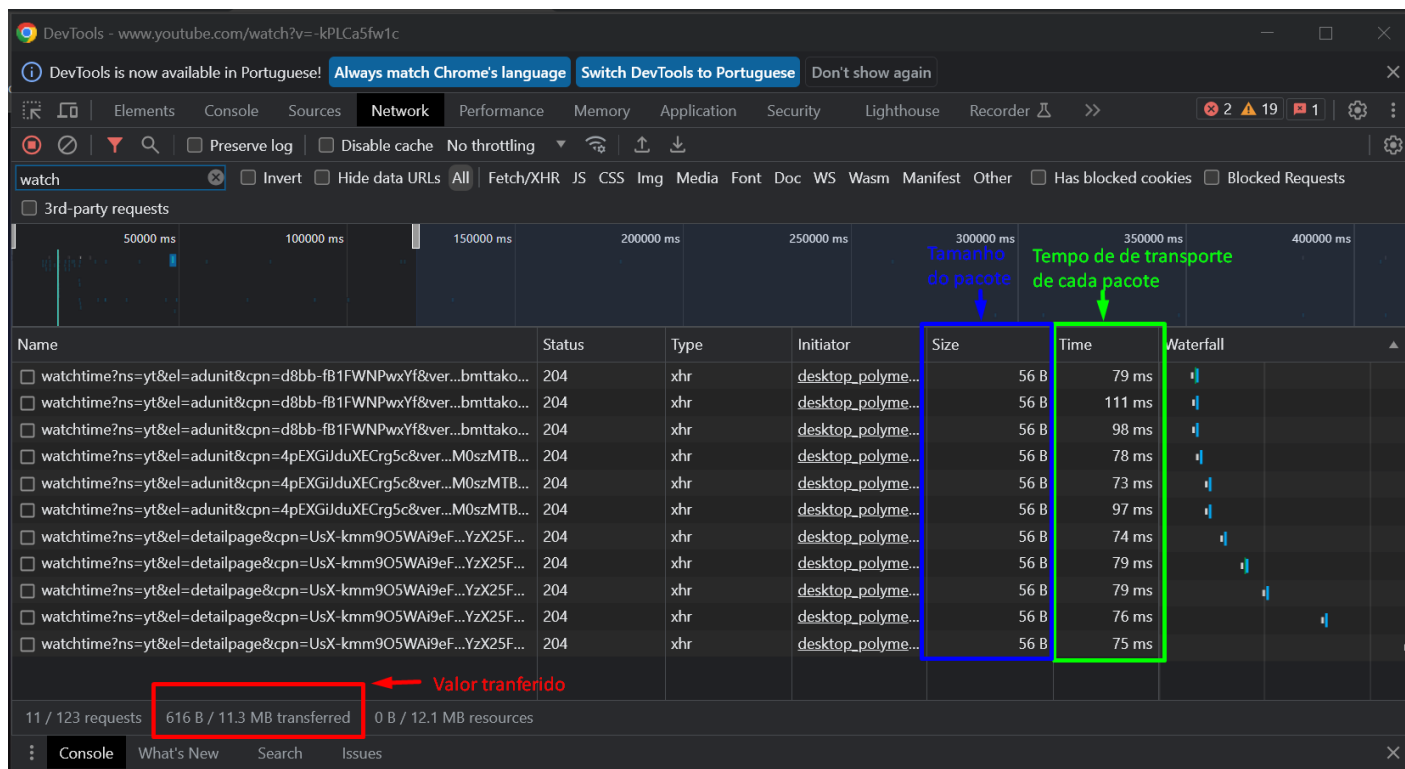 DevTools - www.youtube.com/watch?v=-kPLCa5fw1c
DevTools is now available in Portuguese! Always match Chrome's language Switch DevTools to Portuguese Don't show again
Elements Console Sources Network Performance Memory Application Security Lighthouse Recorder 2 19 1
Preserve log Disable cache No throttling
watch Invert Hide data URLs All Fetch/XHR JS CSS Img Media Font Doc WS Wasm Manifest Other Has blocked cookies Blocked Requests
3rd-party requests
50000 ms 100000 ms 150000 ms 200000 ms 250000 ms 300000 ms 350000 ms 400000 ms
Tamanho
do pacote
Tempo de de transporte
de cada pacote
Name Status Type Initiator Size Time Waterfall
watchtime?ns=yt&el=adunit&cpn=d8bb-fB1FWNPwxYf&ver...bmttako... 204 xhr desktop_polyme... 56 B 79 ms
watchtime?ns=yt&el=adunit&cpn=d8bb-fB1FWNPwxYf&ver...bmttako... 204 xhr desktop_polyme... 56 B 111 ms
watchtime?ns=yt&el=adunit&cpn=d8bb-fB1FWNPwxYf&ver...bmttako... 204 xhr desktop_polyme... 56 B 98 ms
watchtime?ns=yt&el=adunit&cpn=4pEXGiJduXECrg5c&ver...M0szMTB... 204 xhr desktop_polyme... 56 B 78 ms
watchtime?ns=yt&el=adunit&cpn=4pEXGiJduXECrg5c&ver...M0szMTB... 204 xhr desktop_polyme... 56 B 73 ms
watchtime?ns=yt&el=adunit&cpn=4pEXGiJduXECrg5c&ver...M0szMTB... 204 xhr desktop_polyme... 56 B 97 ms
watchtime?ns=yt&el=detailpage&cpn=UsX-kmm9O5WAi9eF...YzX25F... 204 xhr desktop_polyme... 56 B 74 ms
watchtime?ns=yt&el=detailpage&cpn=UsX-kmm9O5WAi9eF...YzX25F... 204 xhr desktop_polyme... 56 B 79 ms
watchtime?ns=yt&el=detailpage&cpn=UsX-kmm9O5WAi9eF...YzX25F... 204 xhr desktop_polyme... 56 B 79 ms
watchtime?ns=yt&el=detailpage&cpn=UsX-kmm9O5WAi9eF...YzX25F... 204 xhr desktop_polyme... 56 B 76 ms
watchtime?ns=yt&el=detailpage&cpn=UsX-kmm9O5WAi9eF...YzX25F... 204 xhr desktop_polyme... 56 B 75 ms
Valor tranferido
11 / 123 requests 616 B / 11.3 MB transferred 0 B / 12.1 MB resources
Console What's New Search Issues